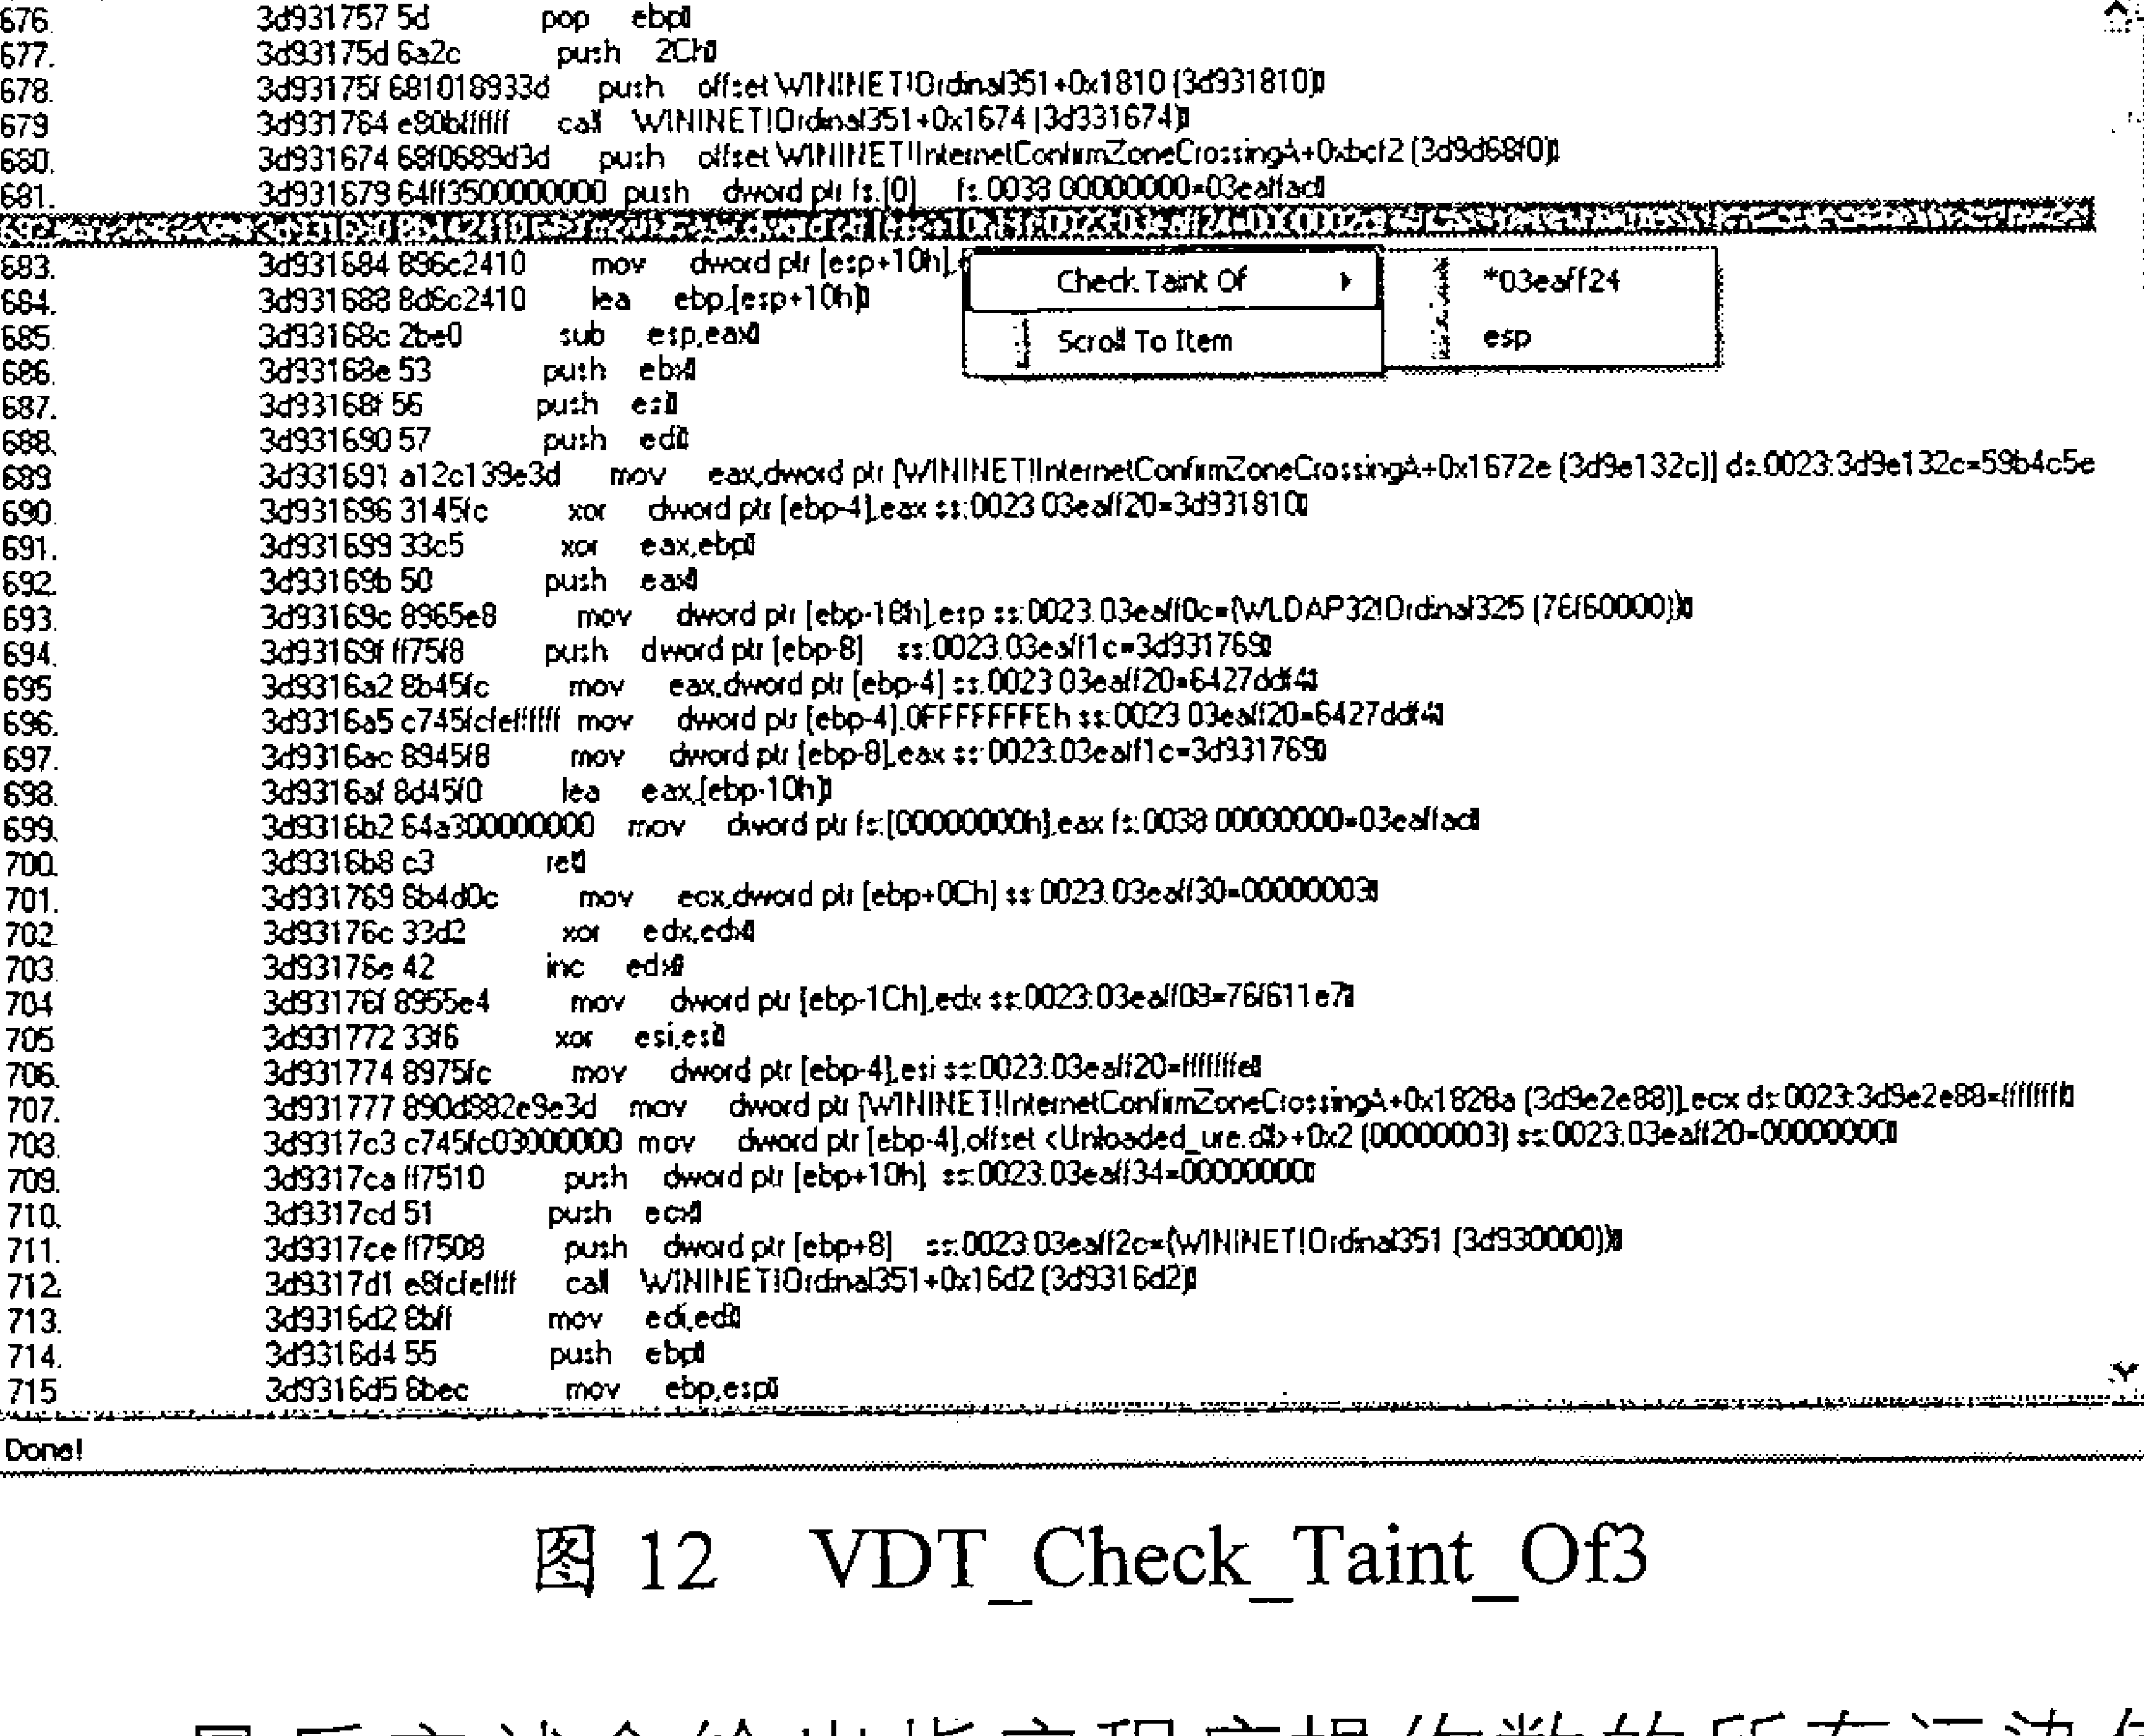 676. 3d931757 5d pop ebp
677. 3d93175d 6a2c push 2Ch
678. 3d93175f 681018933d push offset WININET!Ordinal351+0x1810 (3d931810)
679 3d931764 e80bffffff call WININET!Ordinal351+0x1674 (3d931674)
680. 3d931674 68f0689d3d push offset WININET!InternetConfirmZoneCrossingA+0xbcf2 (3d9d68f0)
681. 3d931679 64ff3500000000 push dword ptr fs:[0] fs:0038 00000000=03eaffac
683. 3d931684 896c2410 mov dword ptr [esp+10h],
Check Taint Of
*03eaff24
684. 3d931688 8d6c2410 lea ebp,[esp+10h]
685. 3d93168c 2be0 sub esp,eax
Scroll To Item
esp
686. 3d93168e 53 push ebx
687. 3d93168f 56 push esi
688. 3d931690 57 push edi
689 3d931691 a12c139e3d mov eax,dword ptr [WININET!InternetConfirmZoneCrossingA+0x1672e (3d9e132c)] ds:0023:3d9e132c=59b4c5e
690. 3d931696 3145fc xor dword ptr [ebp-4],eax ss:0023 03eaff20=3d931810
691. 3d931699 33c5 xor eax,ebp
692. 3d93169b 50 push eax
693. 3d93169c 8965e8 mov dword ptr [ebp-18h],esp ss:0023.03eaff0c={WLDAP32!Ordinal325 (76f60000)}
694. 3d93169f ff75f8 push dword ptr [ebp-8] ss:0023.03eaff1c=3d931769
695 3d9316a2 8b45fc mov eax,dword ptr [ebp-4] ss:0023 03eaff20=6427ddf4
696. 3d9316a5 c745fcfeffffff mov dword ptr [ebp-4],0FFFFFFFEh ss:0023 03eaff20=6427ddf4
697. 3d9316ac 8945f8 mov dword ptr [ebp-8],eax ss:0023.03eaff1c=3d931769
698. 3d9316af 8d45f0 lea eax,[ebp-10h]
699. 3d9316b2 64a300000000 mov dword ptr fs:[00000000h],eax fs:0038 00000000=03eaffac
700. 3d9316b8 c3 ret
701. 3d931769 8b4d0c mov ecx,dword ptr [ebp+0Ch] ss:0023.03eaff30=00000003
702 3d93176c 33d2 xor edx,edx
703. 3d93176e 42 inc edx
704 3d93176f 8955e4 mov dword ptr [ebp-1Ch],edx ss:0023:03eaff08=76f611e7
705 3d931772 33f6 xor esi,esi
706. 3d931774 8975fc mov dword ptr [ebp-4],esi ss:0023:03eaff20=fffffffe
707. 3d931777 890d882e9e3d mov dword ptr [WININET!InternetConfirmZoneCrossingA+0x1828a (3d9e2e88)],ecx ds:0023:3d9e2e88=ffffffff
708. 3d9317c3 c745fc03000000 mov dword ptr [ebp-4],offset <Unloaded_ure.dll>+0x2 (00000003) ss:0023:03eaff20=00000000
709. 3d9317ca ff7510 push dword ptr [ebp+10h] ss:0023.03eaff34=00000000
710. 3d9317cd 51 push ecx
711. 3d9317ce ff7508 push dword ptr [ebp+8] ss:0023.03eaff2c={WININET!Ordinal351 (3d930000)}
712. 3d9317d1 e8fcfeffff call WININET!Ordinal351+0x16d2 (3d9316d2)
713. 3d9316d2 8bff mov edi,edi
714. 3d9316d4 55 push ebp
715 3d9316d5 8bec mov ebp,esp
Done!
图 12 VDT_Check_Taint_Of3